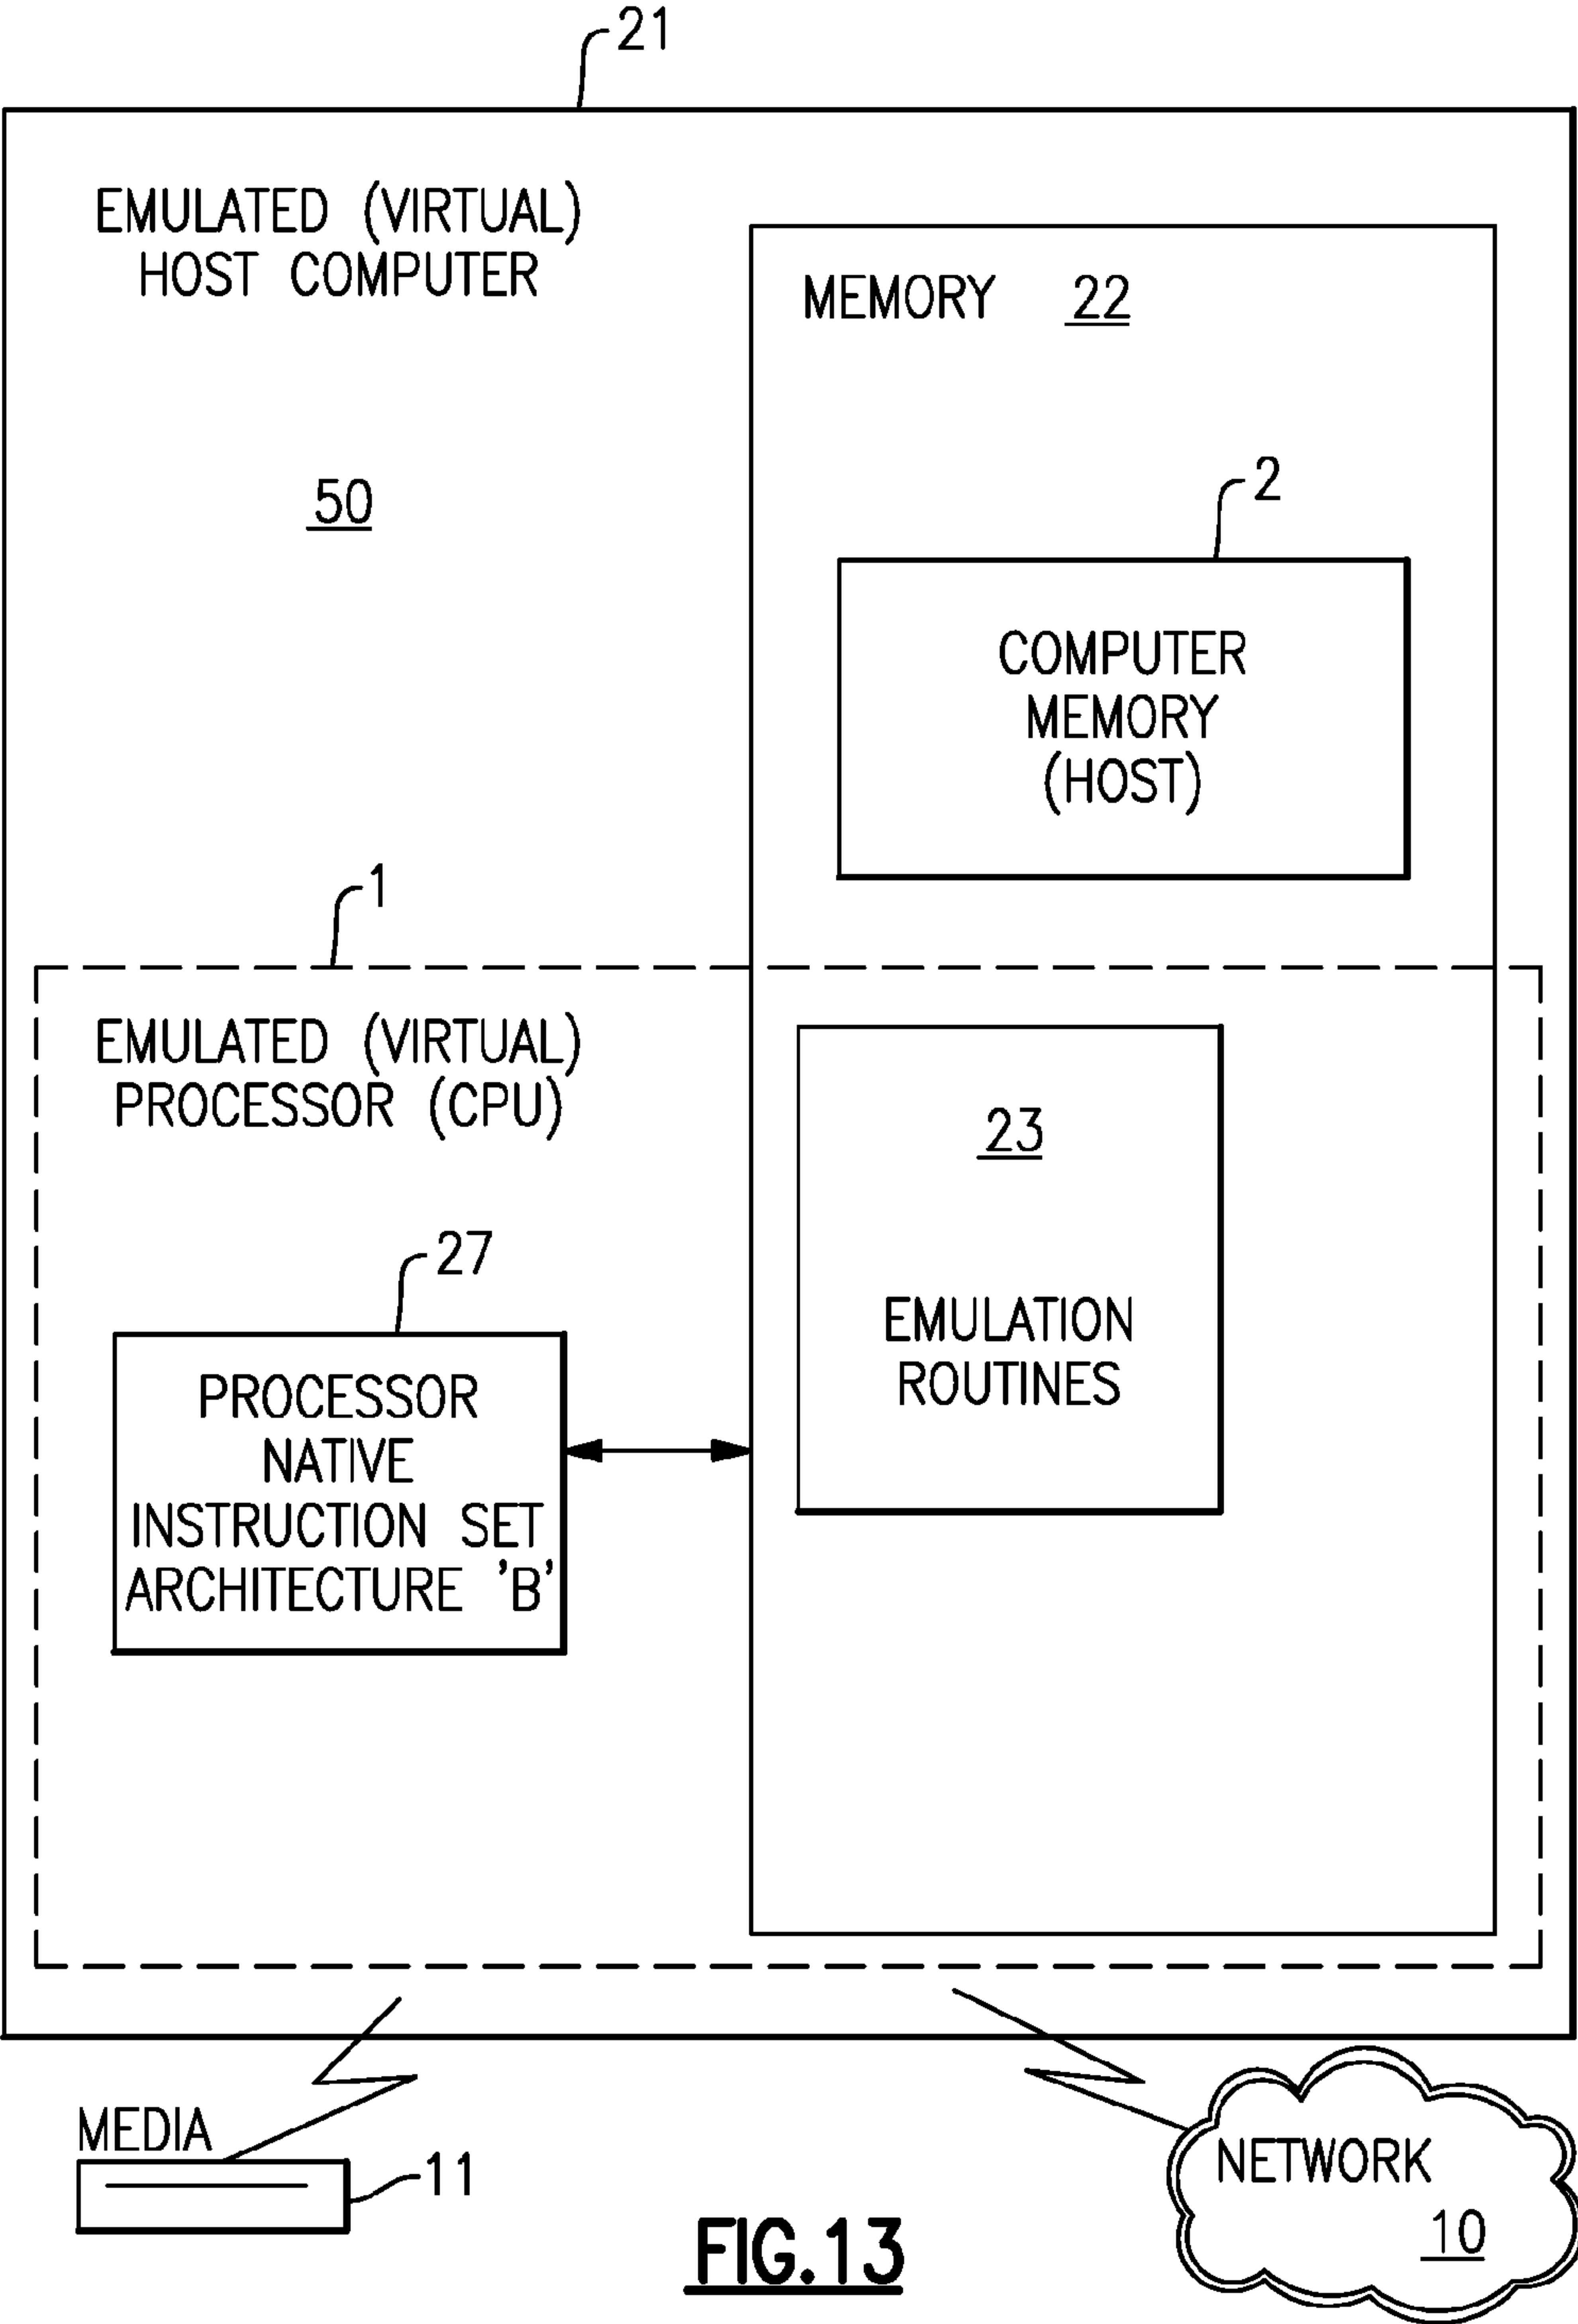 21
EMULATED (VIRTUAL)
HOST COMPUTER
MEMORY 22
50
2
COMPUTER
MEMORY
(HOST)
1
EMULATED (VIRTUAL)
PROCESSOR (CPU)
23
27
EMULATION
ROUTINES
PROCESSOR
NATIVE
INSTRUCTION SET
ARCHITECTURE 'B'
MEDIA
11
NETWORK
10
FIG.13